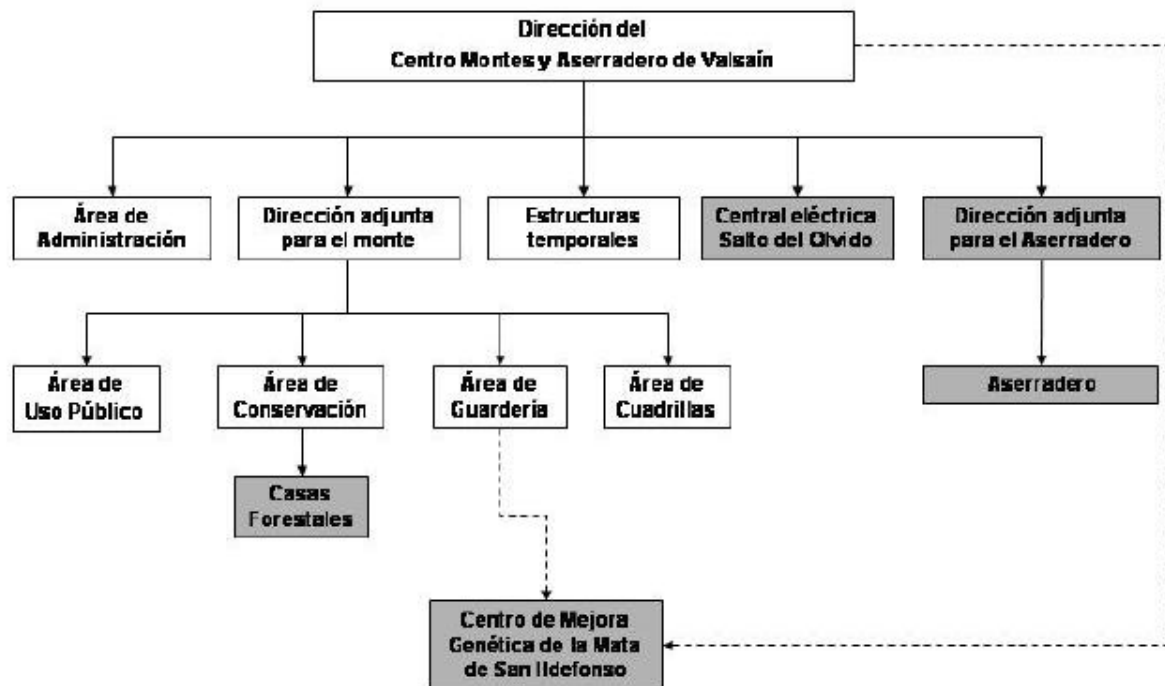 Dirección del
Centro Montes y Aserradero de Valsaín
Área de
Administración
Dirección adjunta
para el monte
Estructuras
temporales
Central eléctrica
Salto del Olvido
Dirección adjunta
para el Aserradero
Área de
Uso Público
Área de
Conservación
Área de
Guardería
Área de
Cuadrillas
Aserradero
Casas
Forestales
Centro de Mejora
Genética de la Mata
de San Ildefonso